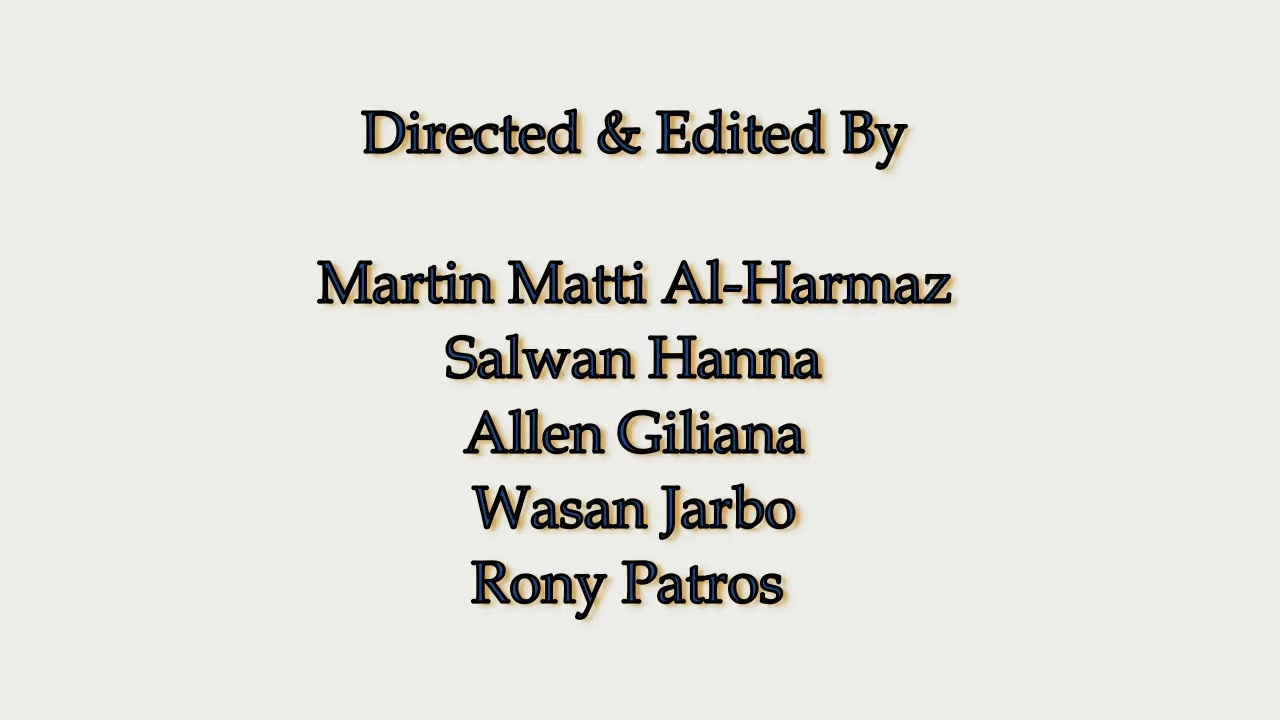 Directed & Edited By
Martin Matti Al-Harmaz
Salwan Hanna
Allen Giliana
Wasan Jarbo
Rony Patros